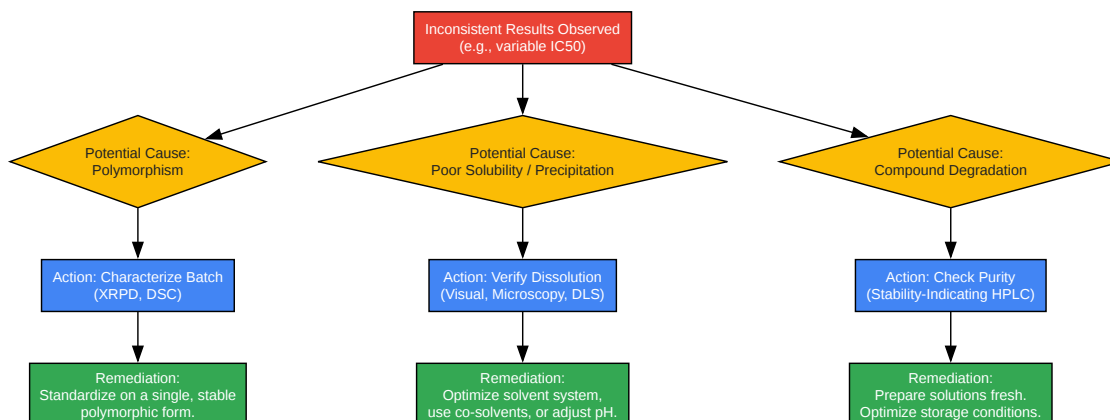 Inconsistent Results Observed
(e.g., variable IC50)
Potential Cause:
Polymorphism
Potential Cause:
Poor Solubility / Precipitation
Potential Cause:
Compound Degradation
Action: Characterize Batch
(XRPD, DSC)
Action: Verify Dissolution
(Visual, Microscopy, DLS)
Action: Check Purity
(Stability-Indicating HPLC)
Remediation:
Standardize on a single, stable
polymorphic form.
Remediation:
Optimize solvent system,
use co-solvents, or adjust pH.
Remediation:
Prepare solutions fresh.
Optimize storage conditions.